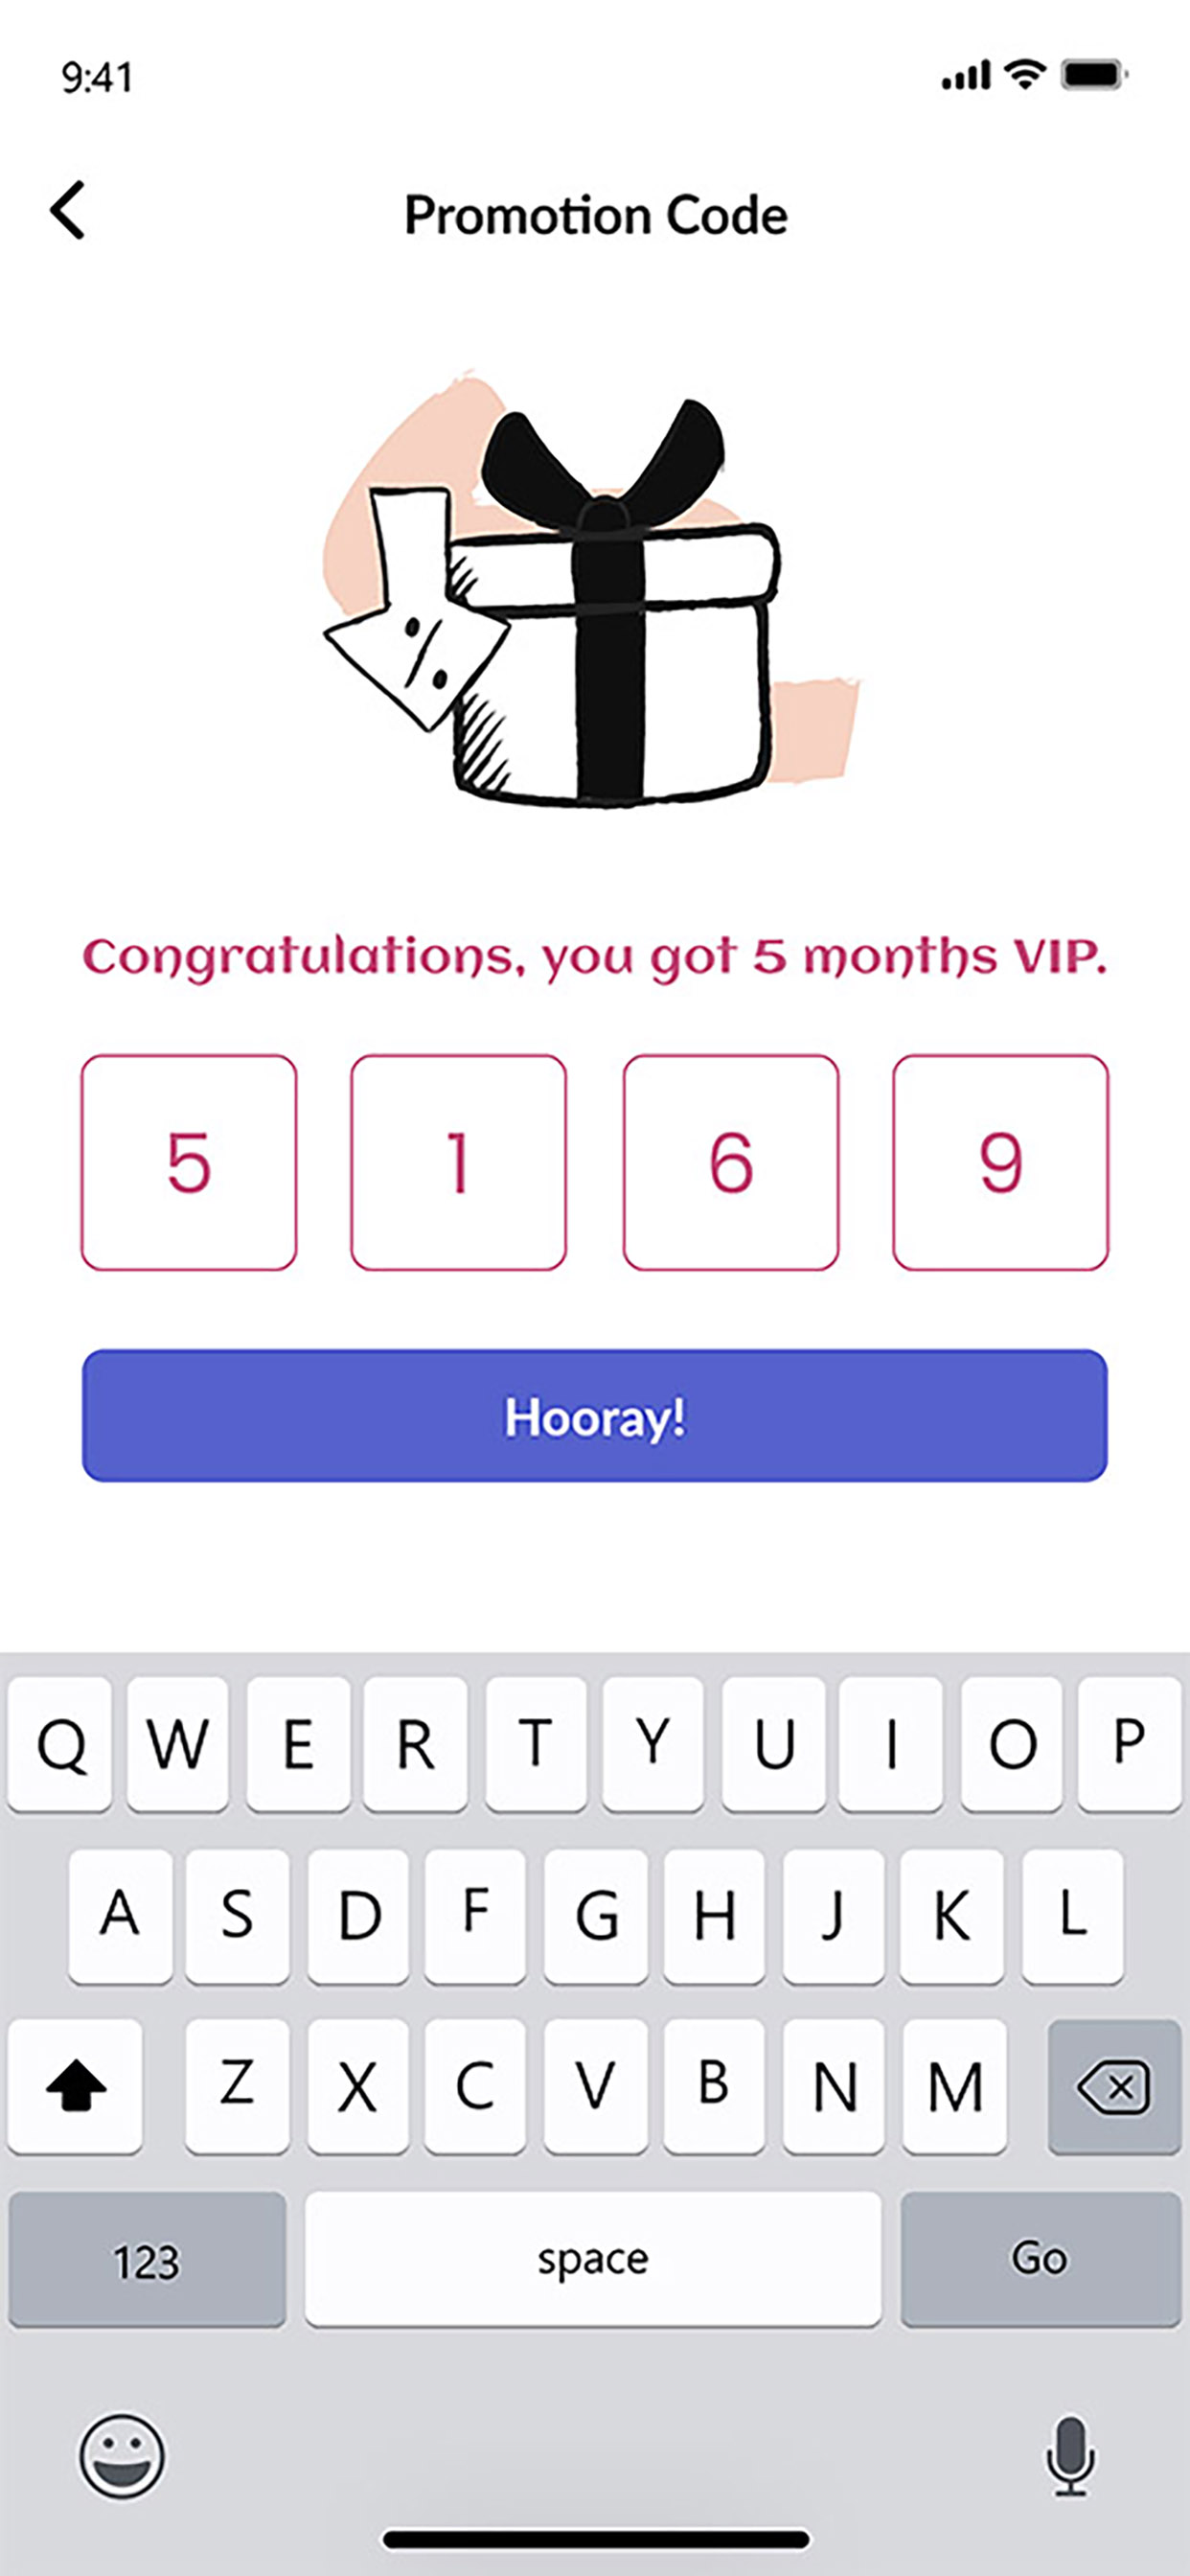 9:41
Promotion Code
%
Congratulations, you got 5 months VIP.
5 1 6 9
Hooray!
Q W E R T Y U I O P
A S D F G H J K L
Z X C V B N M
123 space Go